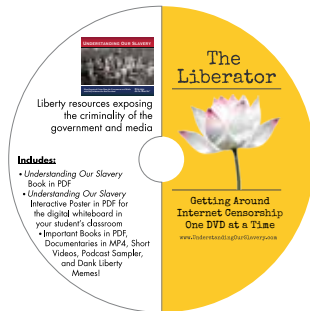 UNDERSTANDING OUR SLAVERY
Liberty resources exposing
the criminality of the
government and media
Includes:
• Understanding Our Slavery
Book in PDF
• Understanding Our Slavery
Interactive Poster in PDF for
the digital whiteboard in
your student's classroom
• Important Books in PDF,
Documentaries in MP4, Short
Videos, Podcast Sampler,
and Dank Liberty
Memes!
The
Liberator
Getting Around
Internet Censorship
One DVD at a Time
www.UnderstandingOurSlavery.com